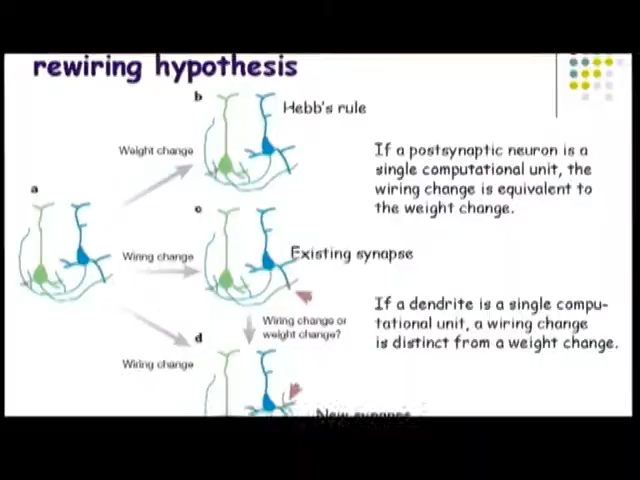 rewiring hypothesis
b
Hebb's rule
Weight change
If a postsynaptic neuron is a
single computational unit, the
wiring change is equivalent to
the weight change.
a
c
Wiring change
Existing synapse
If a dendrite is a single compu-
tational unit, a wiring change
is distinct from a weight change.
Wiring change or
weight change?
d
Wiring change
New synapse